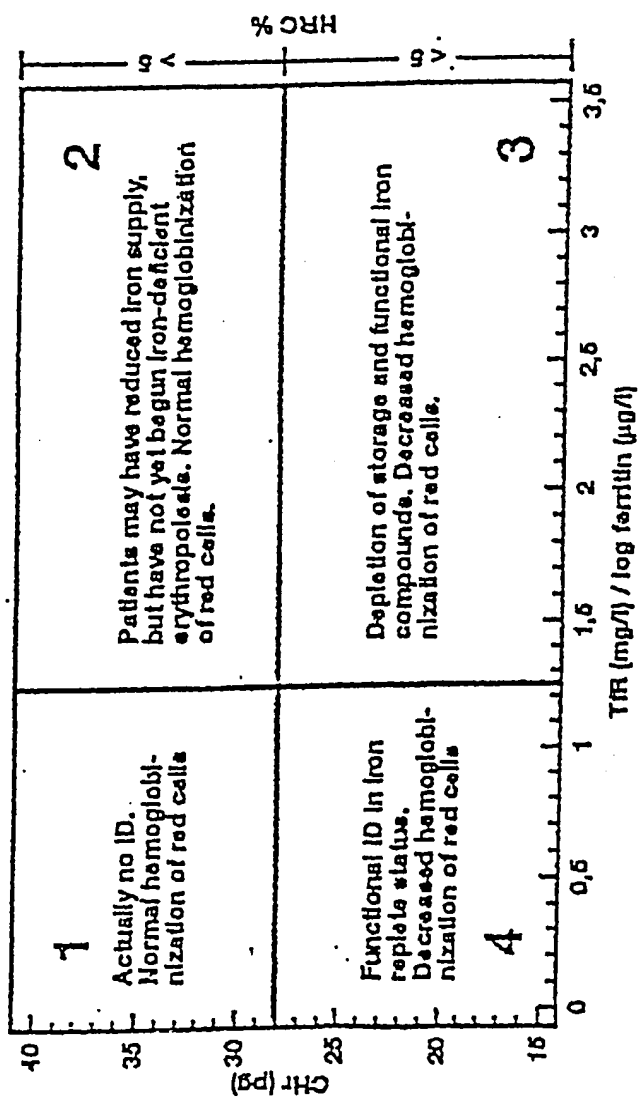 CHr (pg)
40
35
30
25
20
15
1
Actually no ID.
Normal hemoglobi-
nization of red cells
2
Patients may have reduced iron supply,
but have not yet begun iron-deficient
erythropoiesis. Normal hemoglobinization
of red cells.
Functional ID in iron
replete status.
Decreased hemoglobi-
nization of red cells
4
Depletion of storage and functional iron
compounds. Decreased hemoglobi-
nization of red cells.
3
< 5
> 5
HRC %
0
0,5
1
1,5
2
2,5
3
3,5
TfR (mg/l) / log ferritin (µg/l)